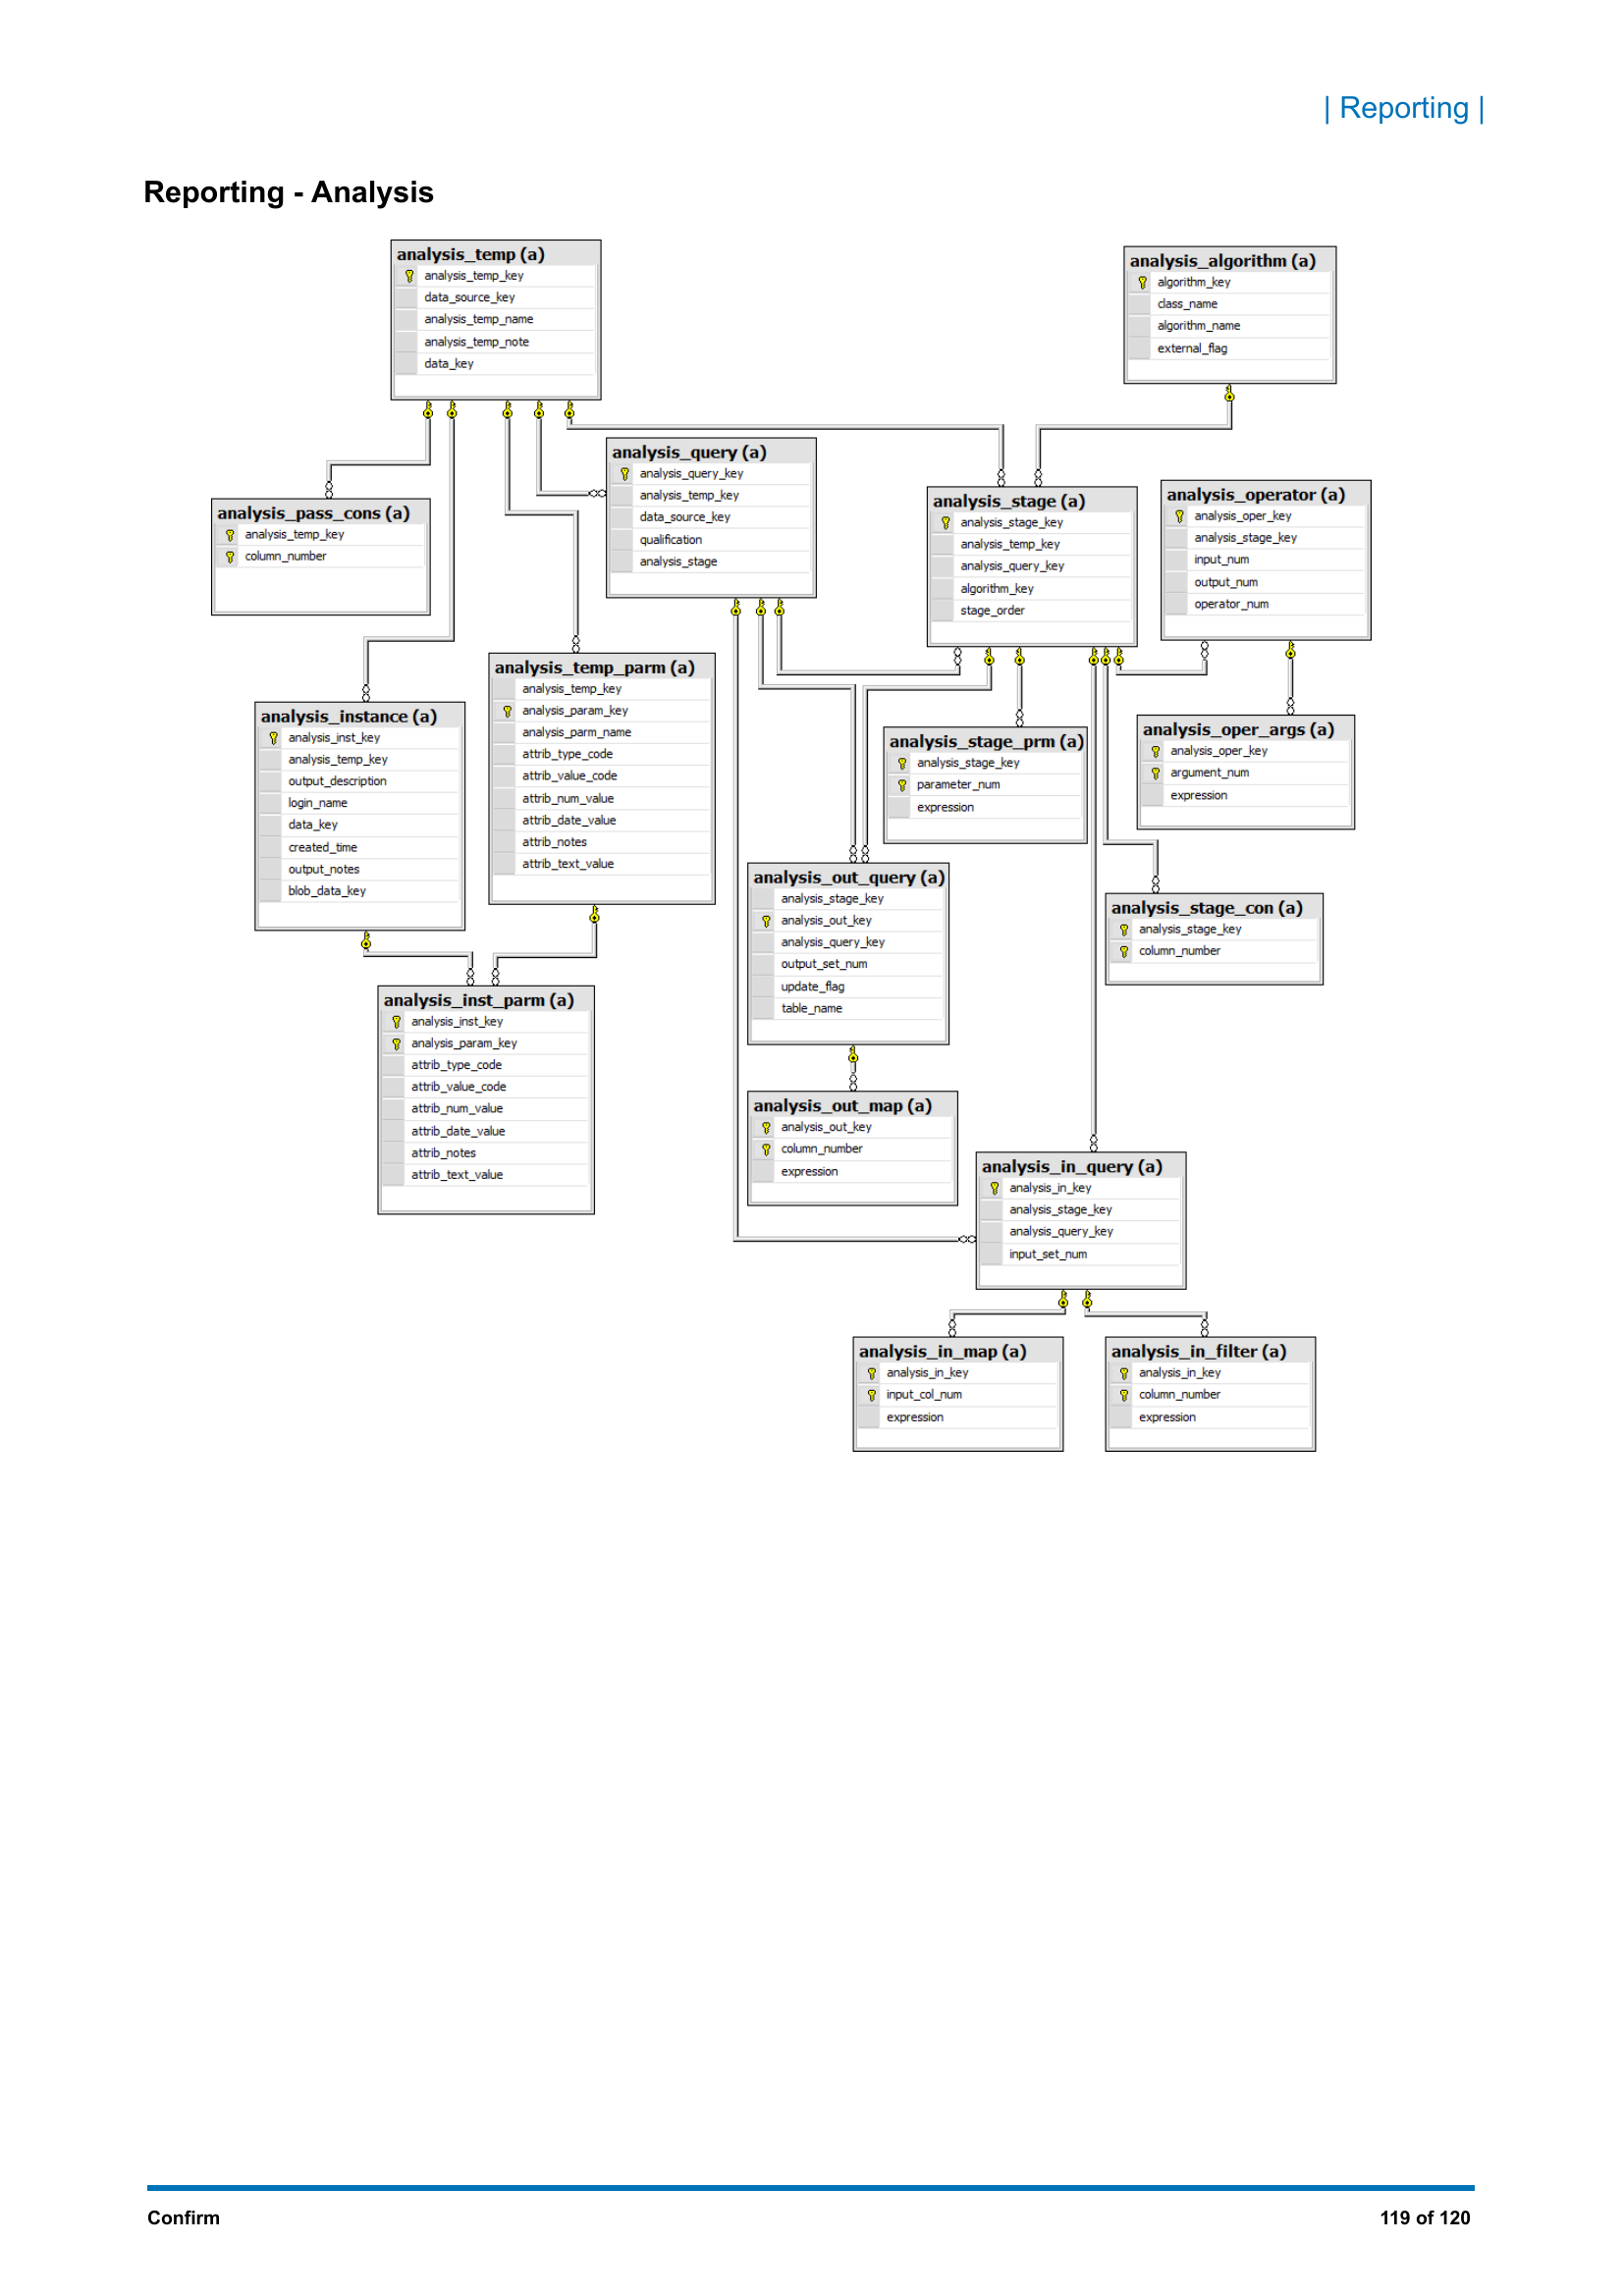 | Reporting |
Reporting - Analysis
analysis_temp (a)
analysis_temp_key
data_source_key
analysis_temp_name
analysis_temp_note
data_key
analysis_algorithm (a)
algorithm_key
class_name
algorithm_name
external_flag
analysis_query (a)
analysis_query_key
analysis_temp_key
data_source_key
qualification
analysis_stage
analysis_stage (a)
analysis_stage_key
analysis_temp_key
analysis_query_key
algorithm_key
stage_order
analysis_operator (a)
analysis_oper_key
analysis_stage_key
input_num
output_num
operator_num
analysis_pass_cons (a)
analysis_temp_key
column_number
analysis_temp_parm (a)
analysis_temp_key
analysis_param_key
analysis_parm_name
attrib_type_code
attrib_value_code
attrib_num_value
attrib_date_value
attrib_notes
attrib_text_value
analysis_instance (a)
analysis_inst_key
analysis_temp_key
output_description
login_name
data_key
created_time
output_notes
blob_data_key
analysis_stage_prm (a)
analysis_stage_key
parameter_num
expression
analysis_oper_args (a)
analysis_oper_key
argument_num
expression
analysis_out_query (a)
analysis_stage_key
analysis_out_key
analysis_query_key
output_set_num
update_flag
table_name
analysis_stage_con (a)
analysis_stage_key
column_number
analysis_inst_parm (a)
analysis_inst_key
analysis_param_key
attrib_type_code
attrib_value_code
attrib_num_value
attrib_date_value
attrib_notes
attrib_text_value
analysis_out_map (a)
analysis_out_key
column_number
expression
analysis_in_query (a)
analysis_in_key
analysis_stage_key
analysis_query_key
input_set_num
analysis_in_map (a)
analysis_in_key
input_col_num
expression
analysis_in_filter (a)
analysis_in_key
column_number
expression
Confirm
119 of 120